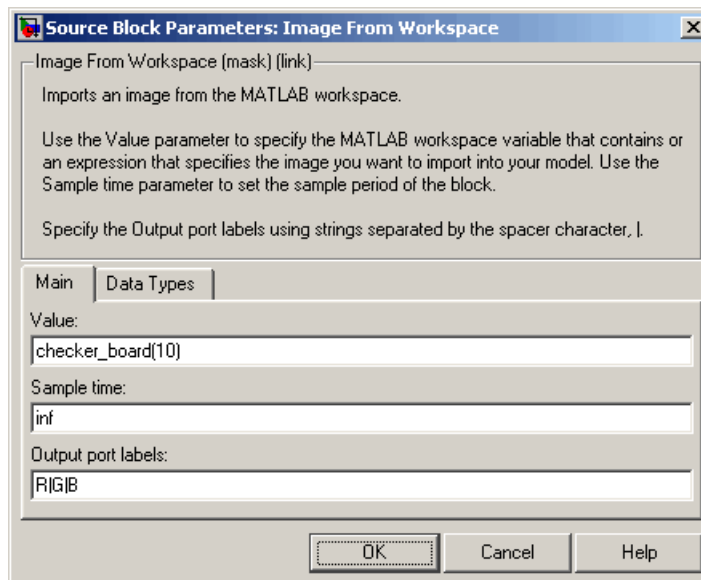 Source Block Parameters: Image From Workspace
Image From Workspace (mask) (link)
Imports an image from the MATLAB workspace.
Use the Value parameter to specify the MATLAB workspace variable that contains or
an expression that specifies the image you want to import into your model. Use the
Sample time parameter to set the sample period of the block.
Specify the Output port labels using strings separated by the spacer character, |.
Main Data Types
Value:
checker_board(10)
Sample time:
inf
Output port labels:
R|G|B
OK Cancel Help